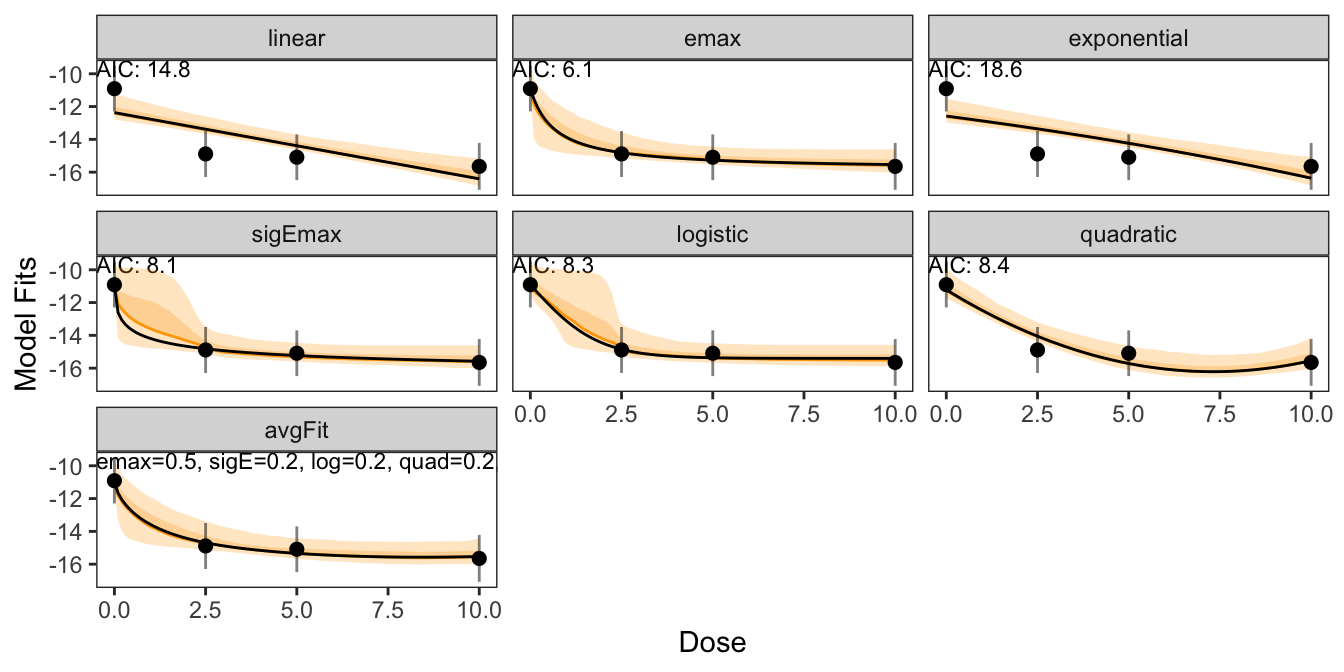 linear
emax
exponential
AIC: 14.8
AIC: 6.1
AIC: 18.6
-10
-12
-14
-16
sigEmax
logistic
quadratic
AIC: 8.1
AIC: 8.3
AIC: 8.4
-10
-12
-14
-16
0.0 2.5 5.0 7.5 10.0
0.0 2.5 5.0 7.5 10.0
avgFit
emax=0.5, sigE=0.2, log=0.2, quad=0.2
-10
-12
-14
-16
0.0 2.5 5.0 7.5 10.0
Model Fits
Dose